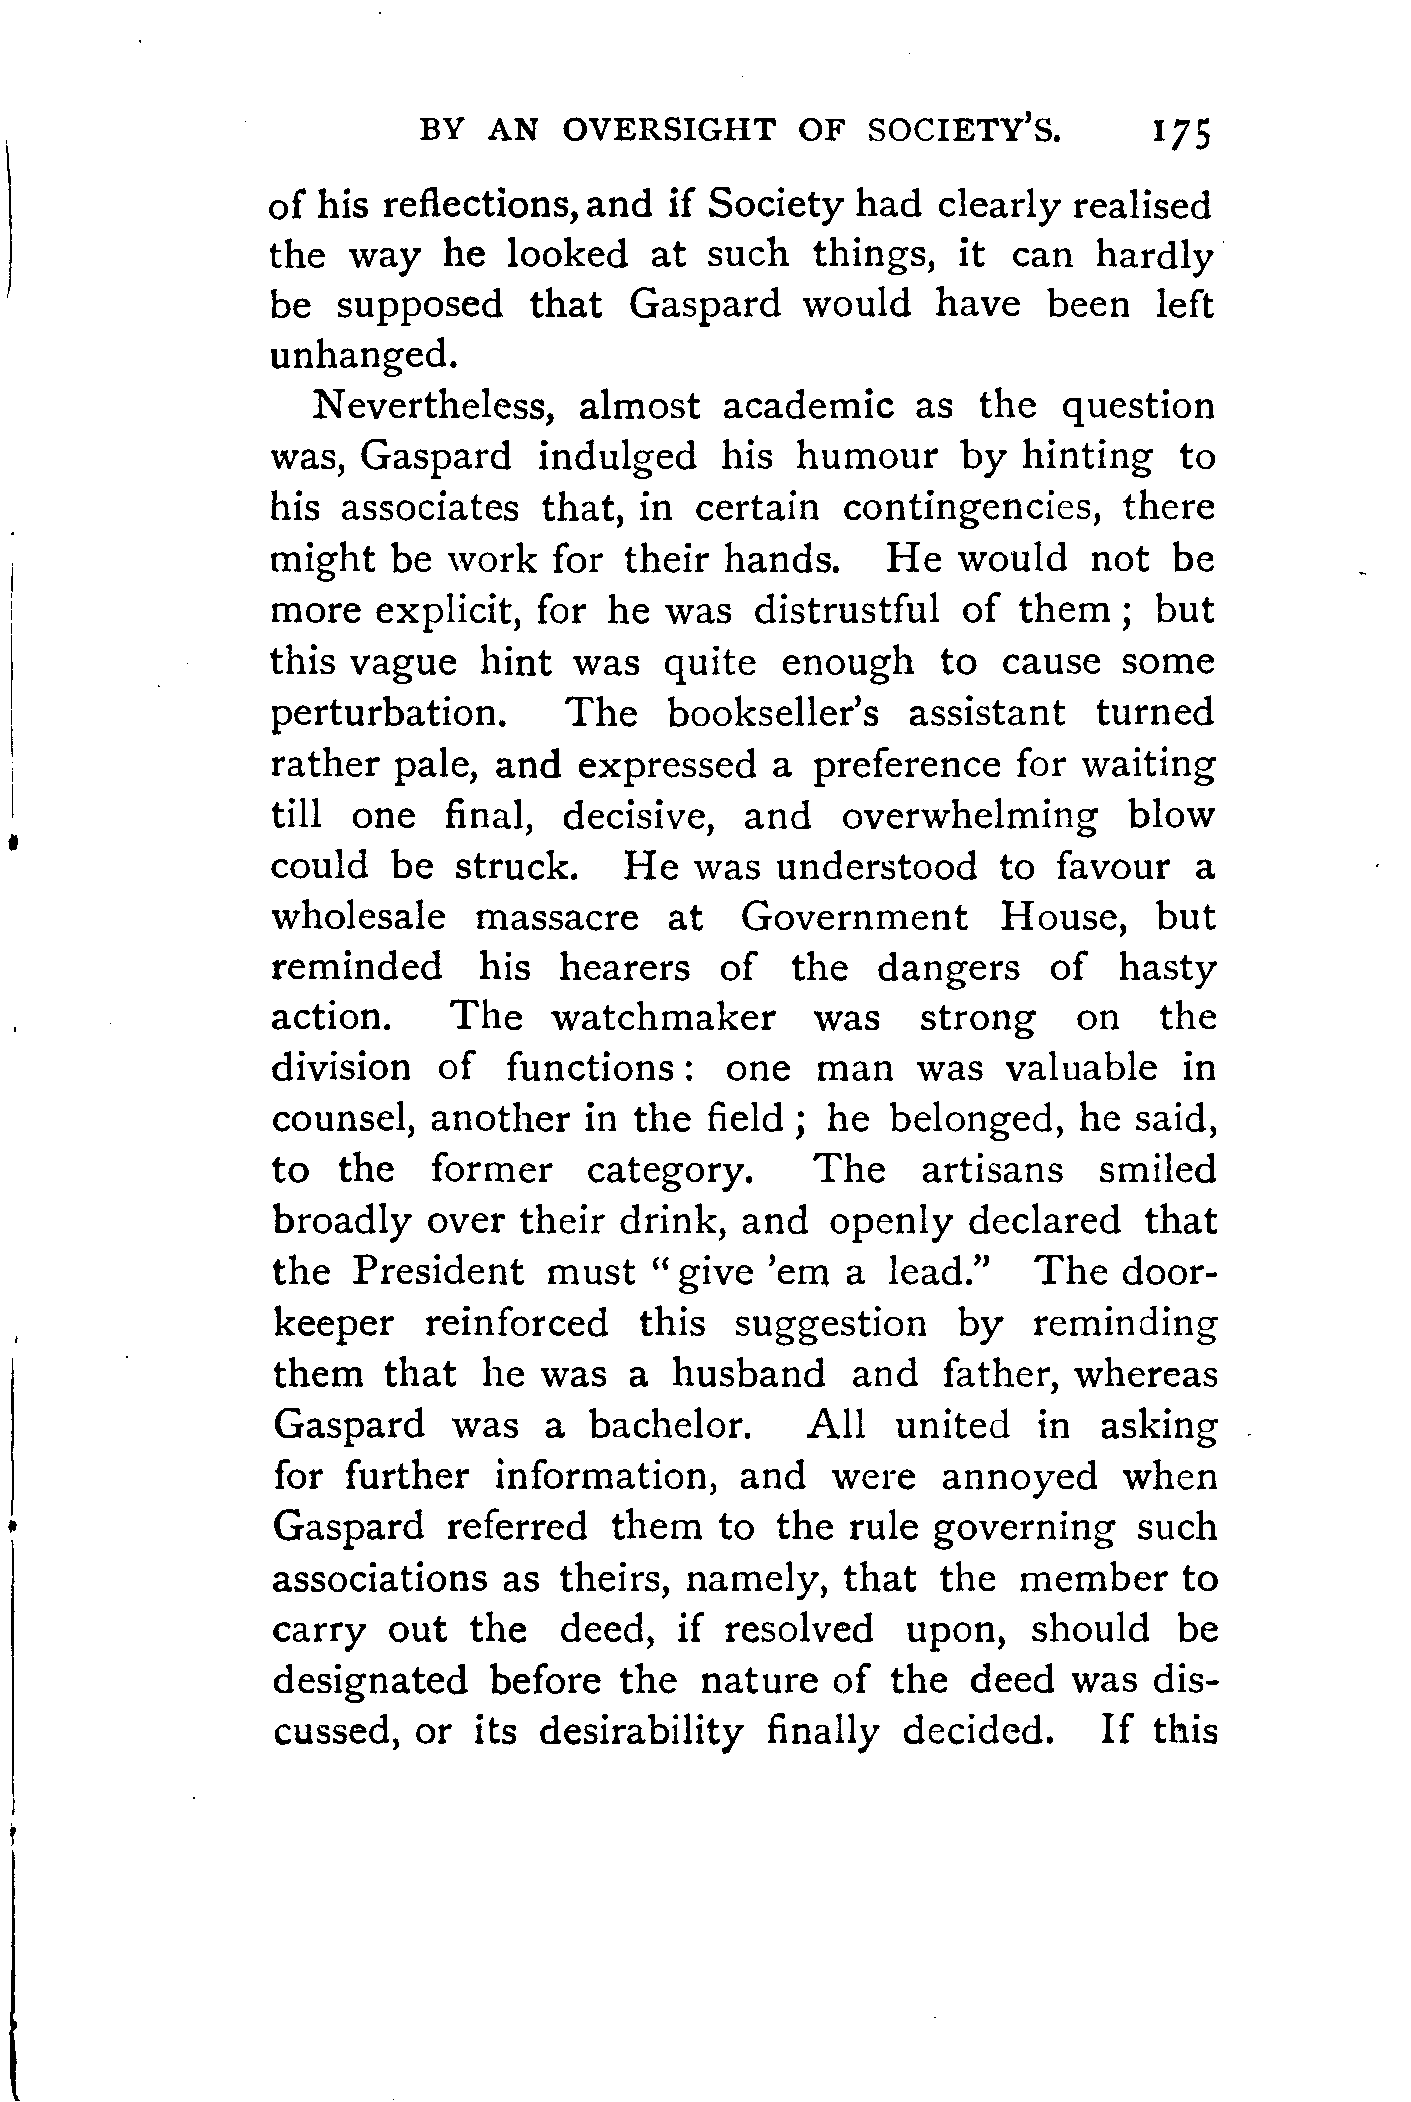 BY AN OVERSIGHT OF SOCIETY'S. 175
of his reflections, and if Society had clearly realised
the way he looked at such things, it can hardly
be supposed that Gaspard would have been left
unhanged.
Nevertheless, almost academic as the question
was, Gaspard indulged his humour by hinting to
his associates that, in certain contingencies, there
might be work for their hands. He would not be
more explicit, for he was distrustful of them ; but
this vague hint was quite enough to cause some
perturbation. The bookseller's assistant turned
rather pale, and expressed a preference for waiting
till one final, decisive, and overwhelming blow
could be struck. He was understood to favour a
wholesale massacre at Government House, but
reminded his hearers of the dangers of hasty
action. The watchmaker was strong on the
division of functions : one man was valuable in
counsel, another in the field ; he belonged, he said,
to the former category. The artisans smiled
broadly over their drink, and openly declared that
the President must “ give 'em a lead.” The door-
keeper reinforced this suggestion by reminding
them that he was a husband and father, whereas
Gaspard was a bachelor. All united in asking
for further information, and were annoyed when
Gaspard referred them to the rule governing such
associations as theirs, namely, that the member to
carry out the deed, if resolved upon, should be
designated before the nature of the deed was dis-
cussed, or its desirability finally decided. If this